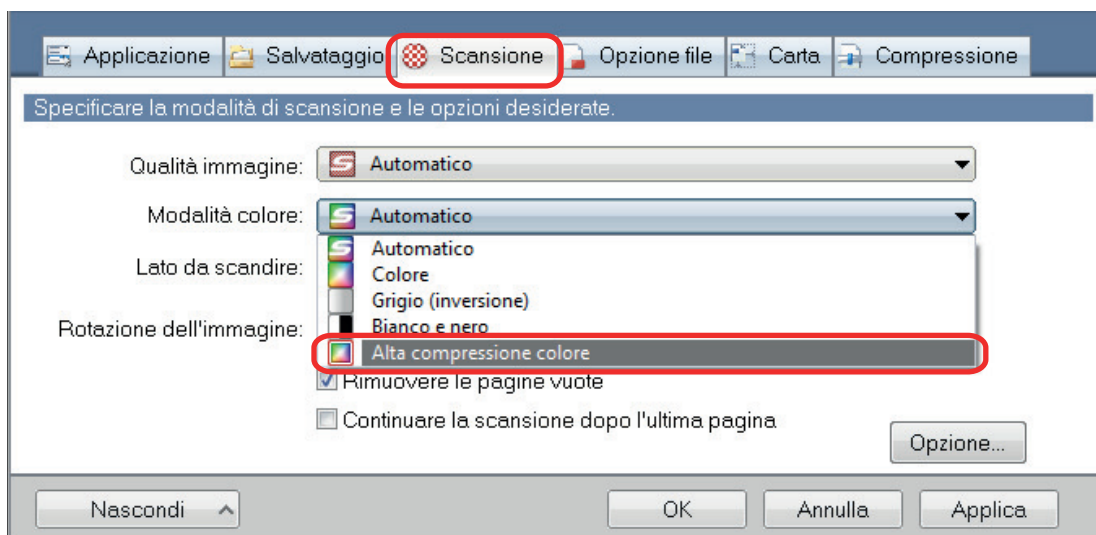 Applicazione Salvataggio Scansione Opzione file Carta Compressione
Specificare la modalità di scansione e le opzioni desiderate.
Qualità immagine: Automatico
Modalità colore: Automatico
Automatico
Lato da scandire:
Colore
Grigio (inversione)
Rotazione dell'immagine:
Bianco e nero
Alta compressione colore
Rimuovere le pagine vuote
Continuare la scansione dopo l'ultima pagina
Opzione...
Nascondi OK Annulla Applica